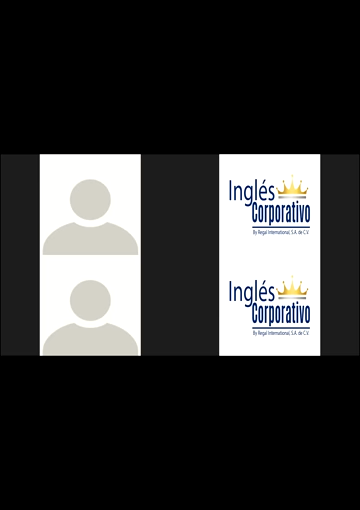 Inglés
Corporativo
By Regal International, S.A. de C.V.
Inglés
Corporativo
By Regal International, S.A. de C.V.